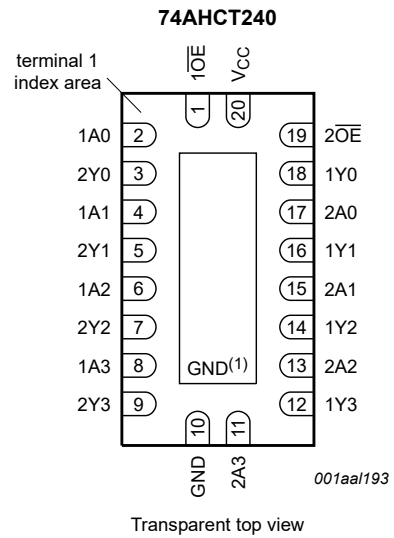 74AHCT240
terminal 1
index area
1OE
VCC
1
20
1A0 2 19 2OE
2Y0 3 18 1Y0
1A1 4 17 2A0
2Y1 5 16 1Y1
1A2 6 15 2A1
2Y2 7 14 1Y2
1A3 8 GND(1) 13 2A2
2Y3 9 12 1Y3
10
11
GND
2A3
001aal193
Transparent top view